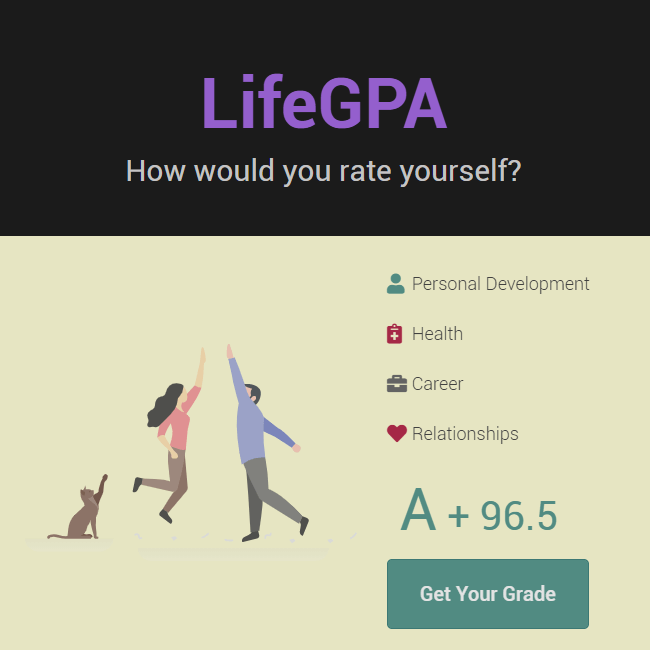 LifeGPA
How would you rate yourself?
Personal Development
Health
Career
Relationships
A + 96.5
Get Your Grade